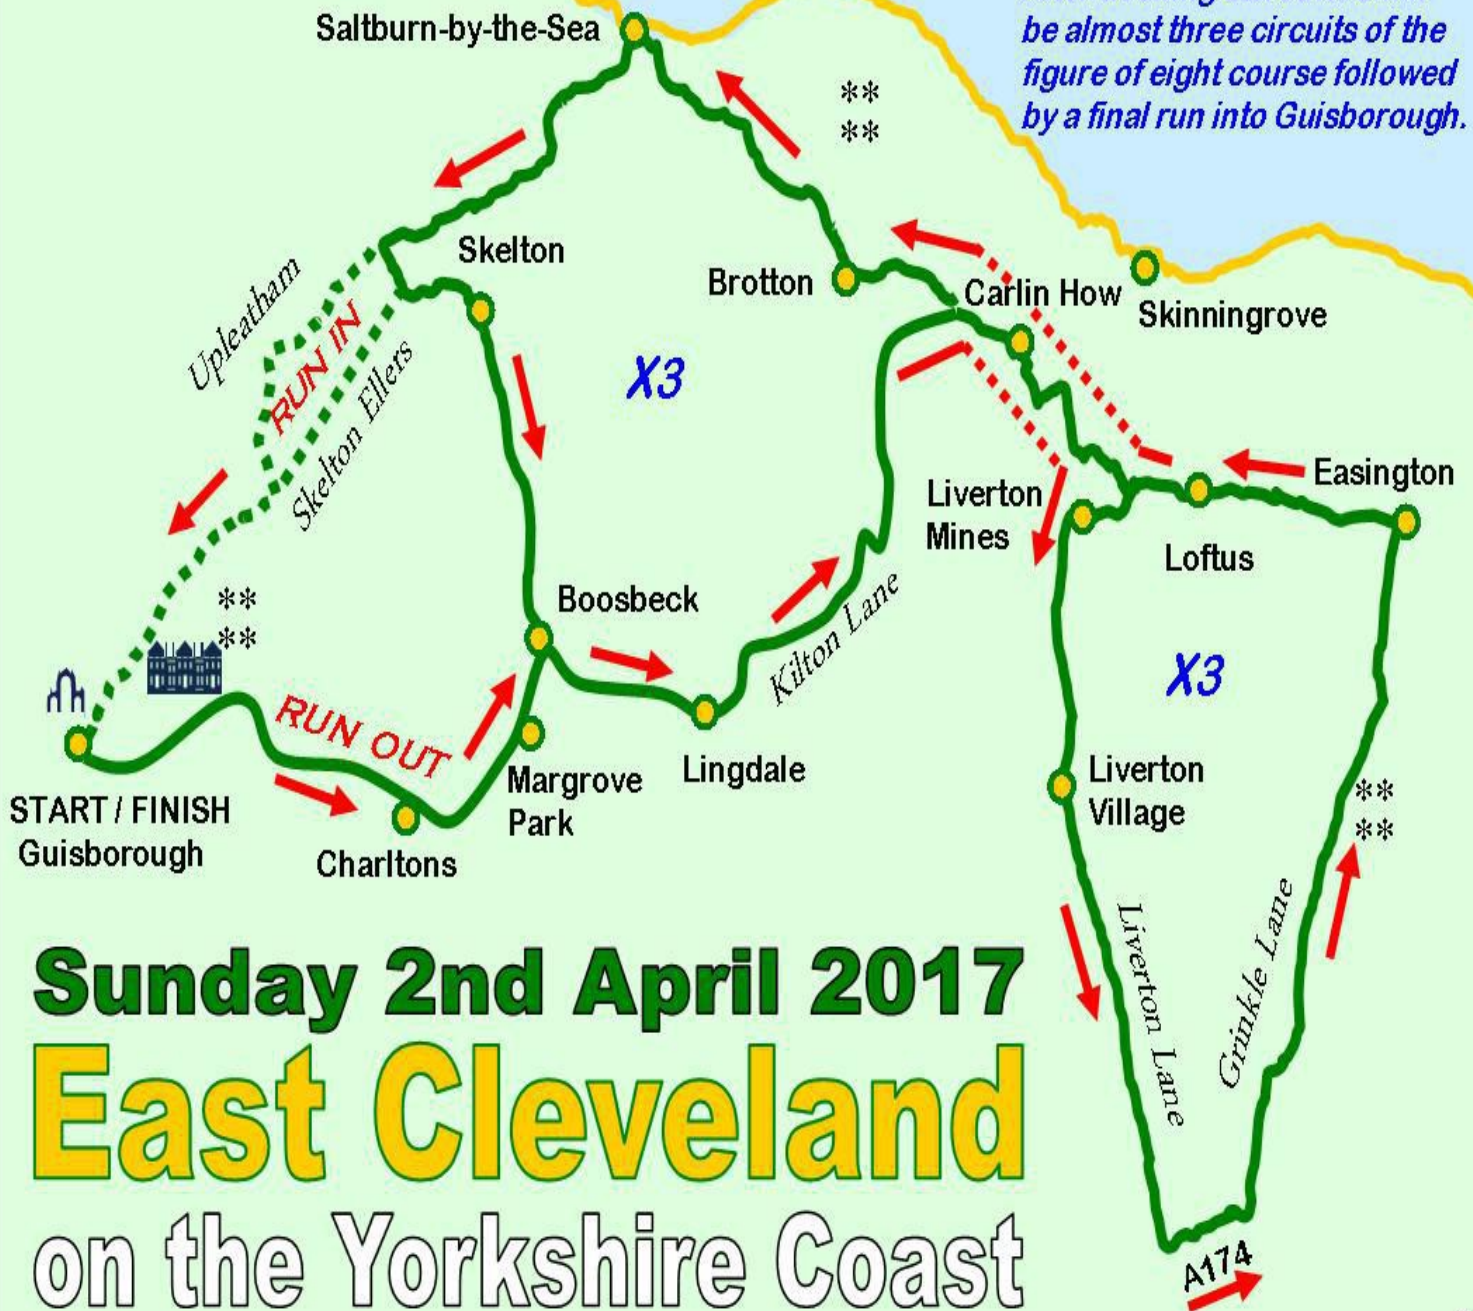 be almost three circuits of the
figure of eight course followed
by a final run into Guisborough.
Saltburn-by-the-Sea
**
**
Skelton
Brotton
Carlin How
Skinningrove
Upleatham
RUN IN
Skelton Ellers
X3
Liverton
Mines
Easington
Loftus
**
**
Boosbeck
Kilton Lane
X3
RUN OUT
START / FINISH
Guisborough
Charltons
Margrove
Park
Lingdale
Liverton
Village
**
**
Liverton Lane
Grinkle Lane
A174
Sunday 2nd April 2017
East Cleveland
on the Yorkshire Coast